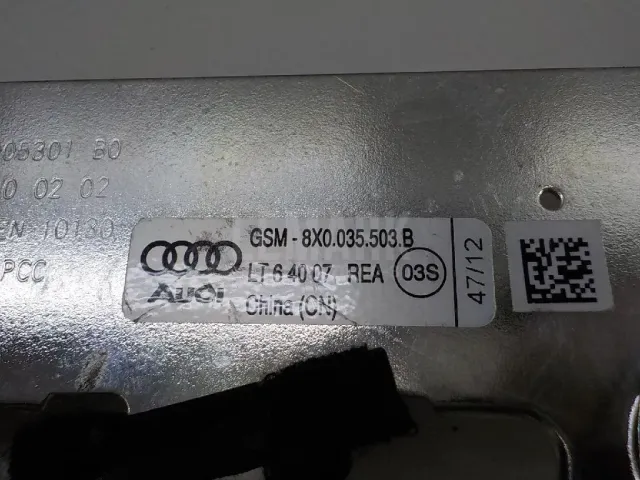 05301 B0
0 02 02
EN 10130
PCC
GSM - 8X0.035.503.B
LT 6 40 07 REA 03S
China (CN)
Audi
47/12